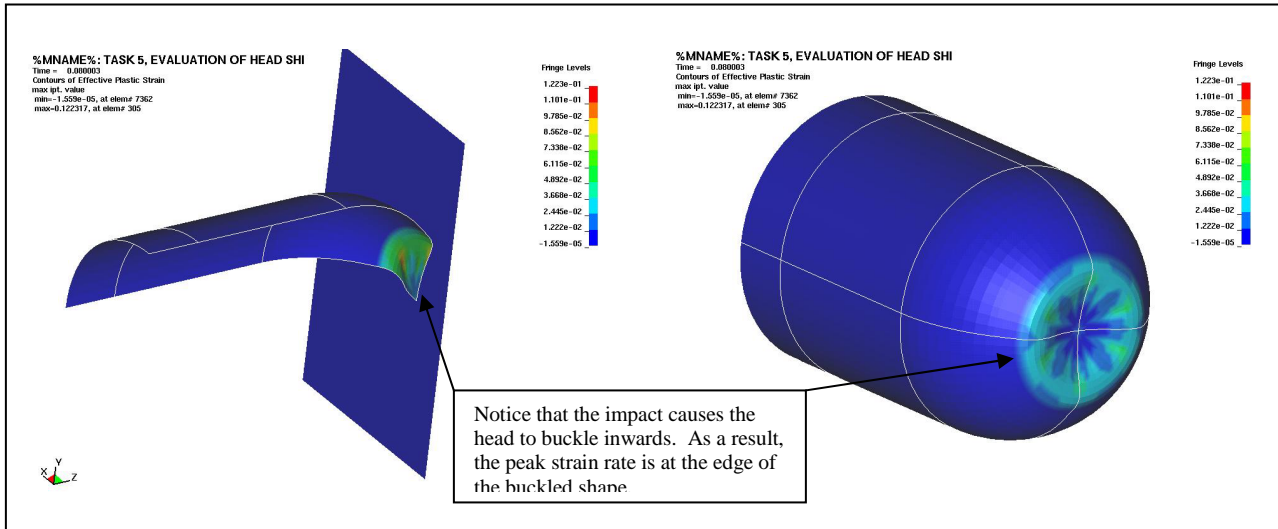 %MNAME%: TASK 5, EVALUATION OF HEAD SHI
Time = 0.080003
Contours of Effective Plastic Strain
max ipt. value
min=-1.559e-05, at elem# 7362
max=0.122317, at elem# 305
Fringe Levels
1.223e-01
1.101e-01
9.785e-02
8.562e-02
7.338e-02
6.115e-02
4.892e-02
3.668e-02
2.445e-02
1.222e-02
-1.559e-05
Y
X
Z
%MNAME%: TASK 5, EVALUATION OF HEAD SHI
Time = 0.080003
Contours of Effective Plastic Strain
max ipt. value
min=-1.559e-05, at elem# 7362
max=0.122317, at elem# 305
Fringe Levels
1.223e-01
1.101e-01
9.785e-02
8.562e-02
7.338e-02
6.115e-02
4.892e-02
3.668e-02
2.445e-02
1.222e-02
-1.559e-05
Notice that the impact causes the
head to buckle inwards. As a result,
the peak strain rate is at the edge of
the buckled shape